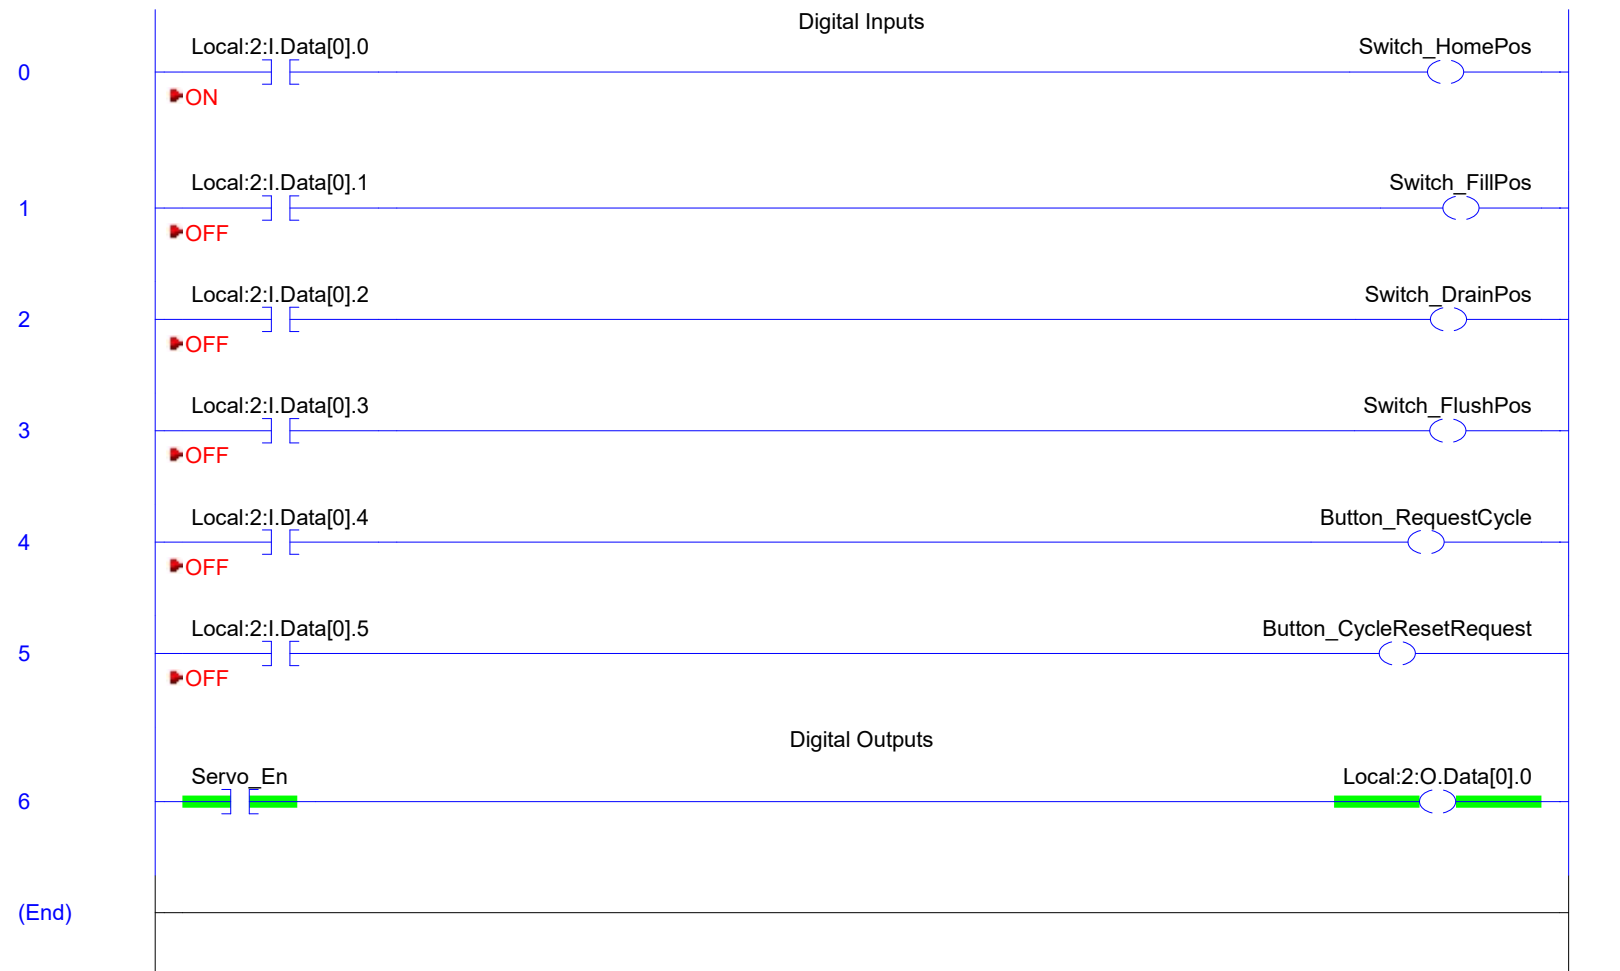 Digital Inputs
Local:2:I.Data[0].0 Switch_HomePos
0
ON
Local:2:I.Data[0].1 Switch_FillPos
1
OFF
Local:2:I.Data[0].2 Switch_DrainPos
2
OFF
Local:2:I.Data[0].3 Switch_FlushPos
3
OFF
Local:2:I.Data[0].4 Button_RequestCycle
4
OFF
Local:2:I.Data[0].5 Button_CycleResetRequest
5
OFF
Digital Outputs
Servo_En Local:2:O.Data[0].0
6
(End)